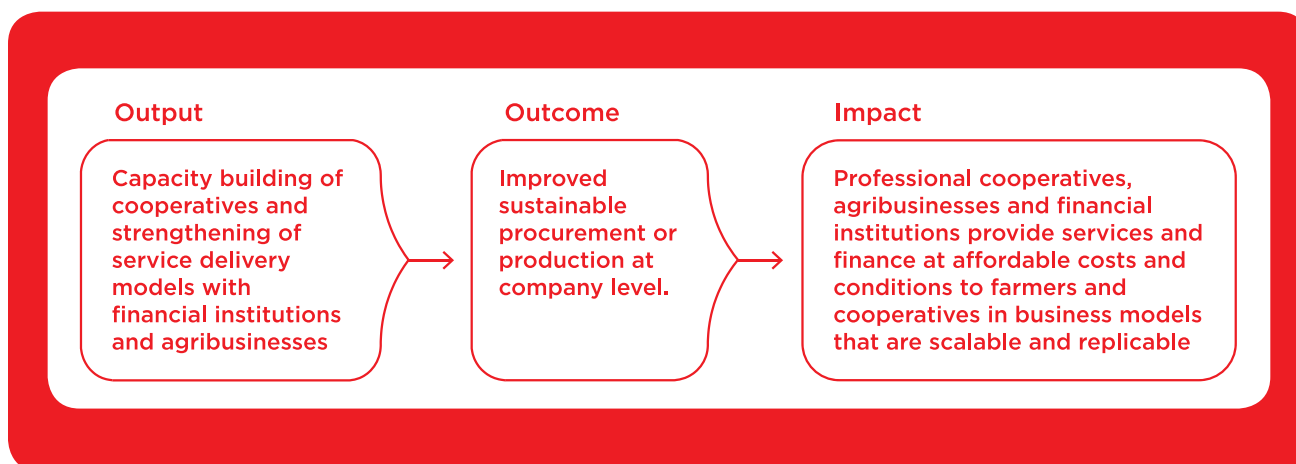 Output
Capacity building of
cooperatives and
strengthening of
service delivery
models with
financial institutions
and agribusinesses
Outcome
Improved
sustainable
procurement or
production at
company level.
Impact
Professional cooperatives,
agribusinesses and financial
institutions provide services and
finance at affordable costs and
conditions to farmers and
cooperatives in business models
that are scalable and replicable